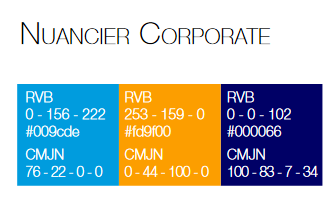 Nuancier Corporate
RVB
0 - 156 - 222
#009cde
CMJN
76 - 22 - 0 - 0
RVB
253 - 159 - 0
#fd9f00
CMJN
0 - 44 - 100 - 0
RVB
0 - 0 - 102
#000066
CMJN
100 - 83 - 7 - 34